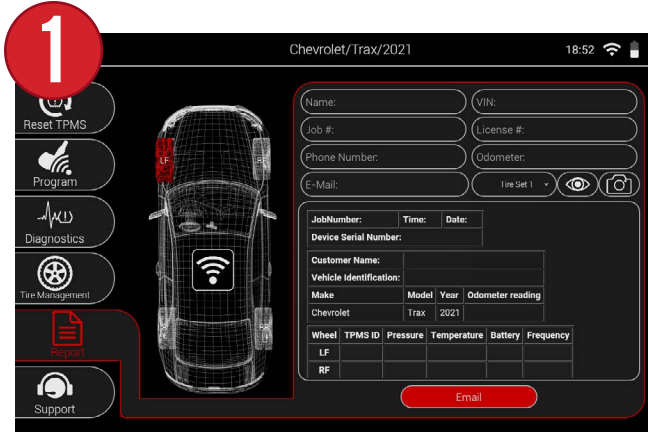 1
Chevrolet/Trax/2021
18:52
Reset TPMS
Program
Diagnostics
Tire Management
Report
Support
LF
RF
RR
Name:
VIN:
Job #:
License #:
Phone Number:
Odometer:
E-Mail:
Tire Set 1
JobNumber: Time: Date:
Device Serial Number:
Customer Name:
Vehicle Identification:
Make Model Year Odometer reading
Chevrolet Trax 2021
Wheel TPMS ID Pressure Temperature Battery Frequency
LF
RF
Email